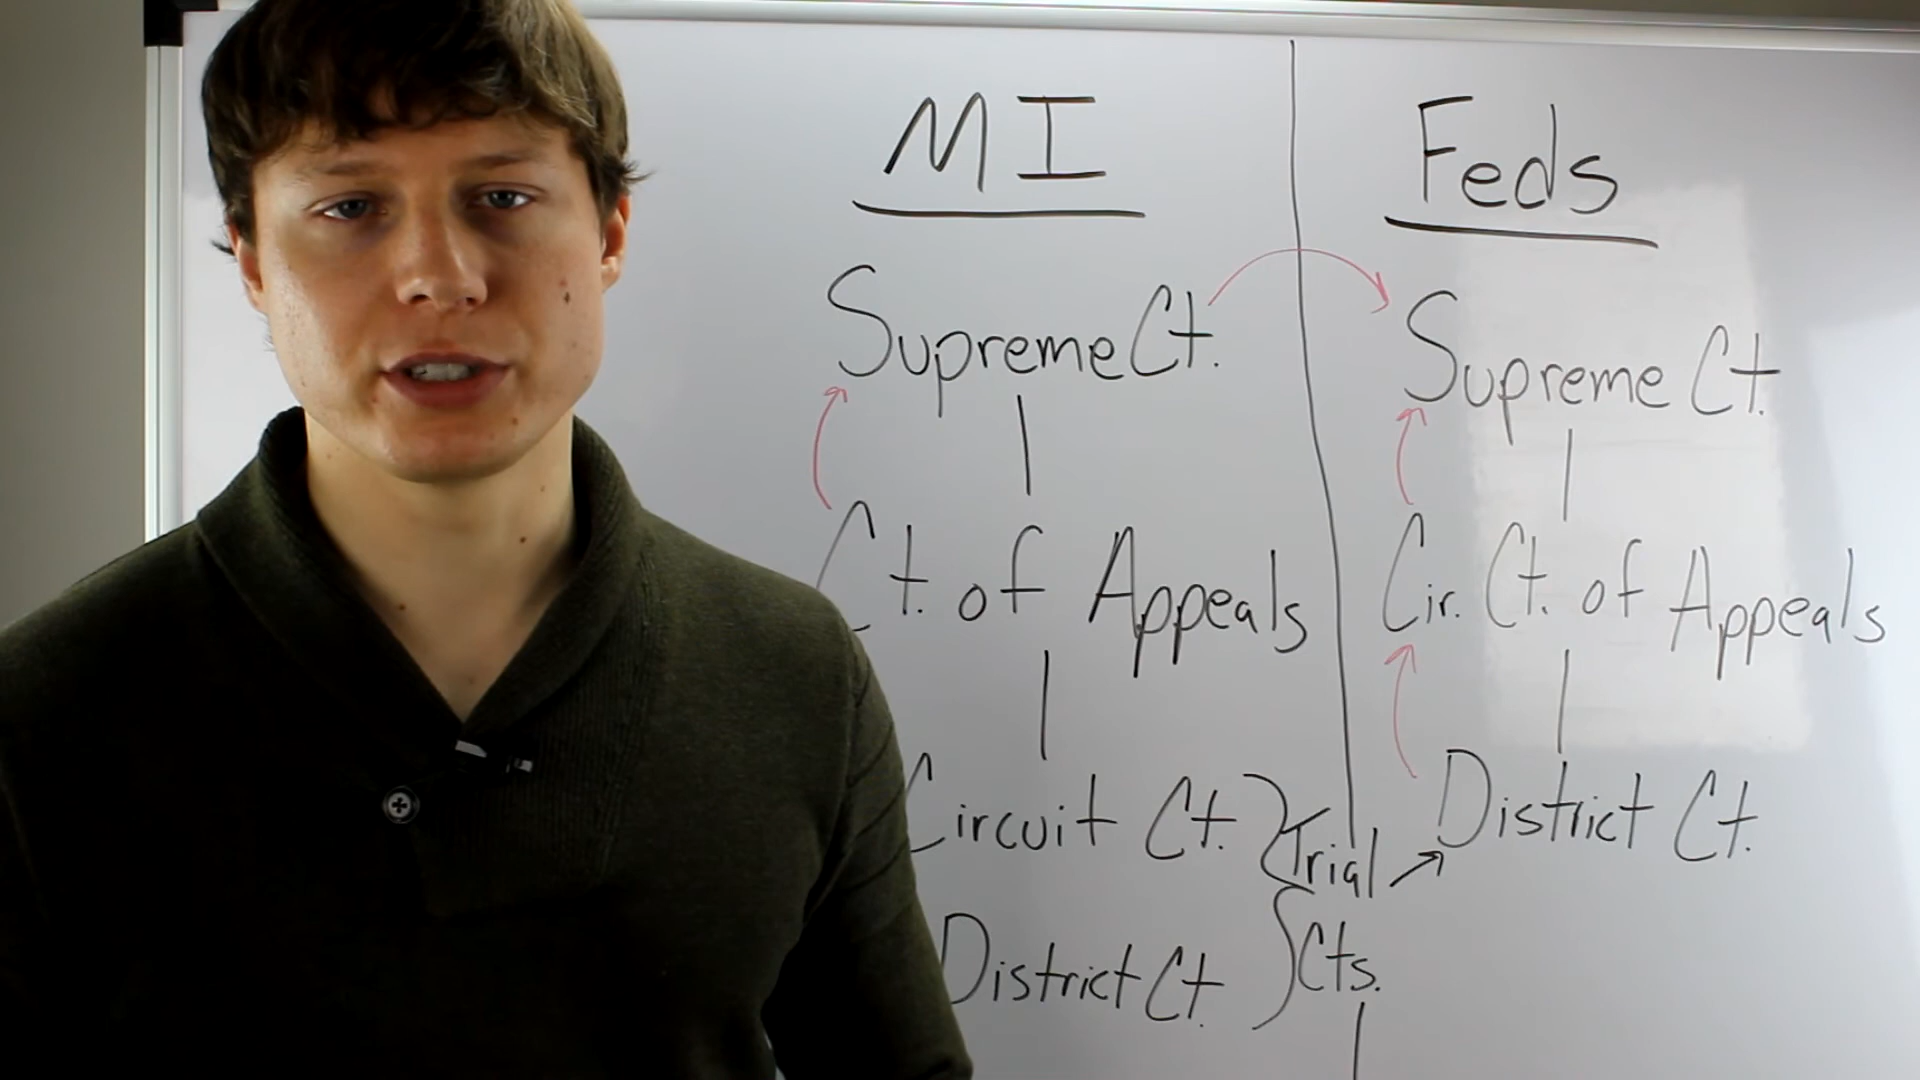 MI
Supreme Ct.
Ct. of Appeals
Circuit Ct.
District Ct.
Trial
Cts.
Feds
Supreme Ct.
Cir. Ct. of Appeals
District Ct.